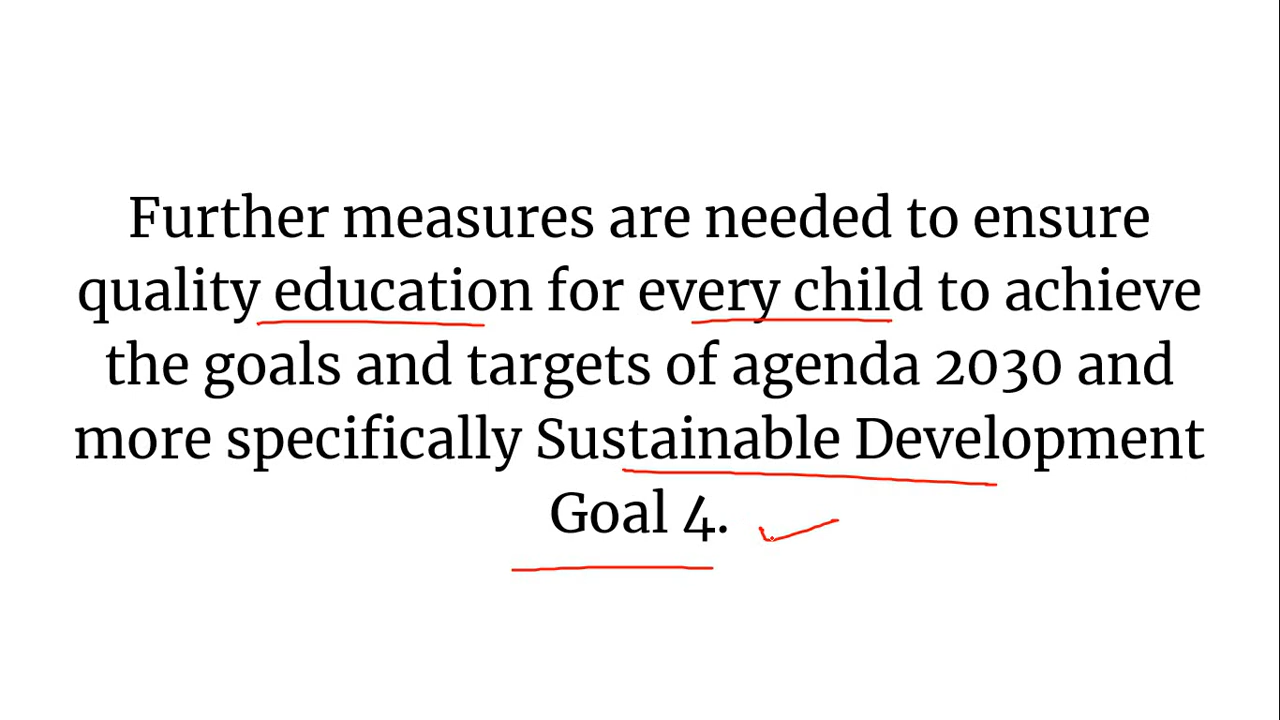 Further measures are needed to ensure
quality education for every child to achieve
the goals and targets of agenda 2030 and
more specifically Sustainable Development
Goal 4.